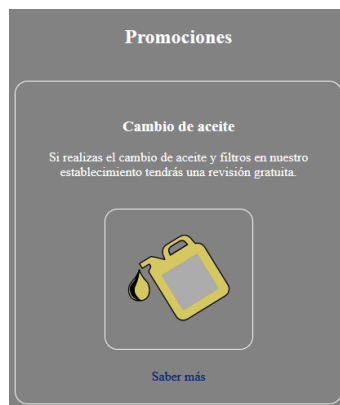 Promociones
Cambio de aceite
Si realizas el cambio de aceite y filtros en nuestro
establecimiento tendrás una revisión gratuita.
Saber más